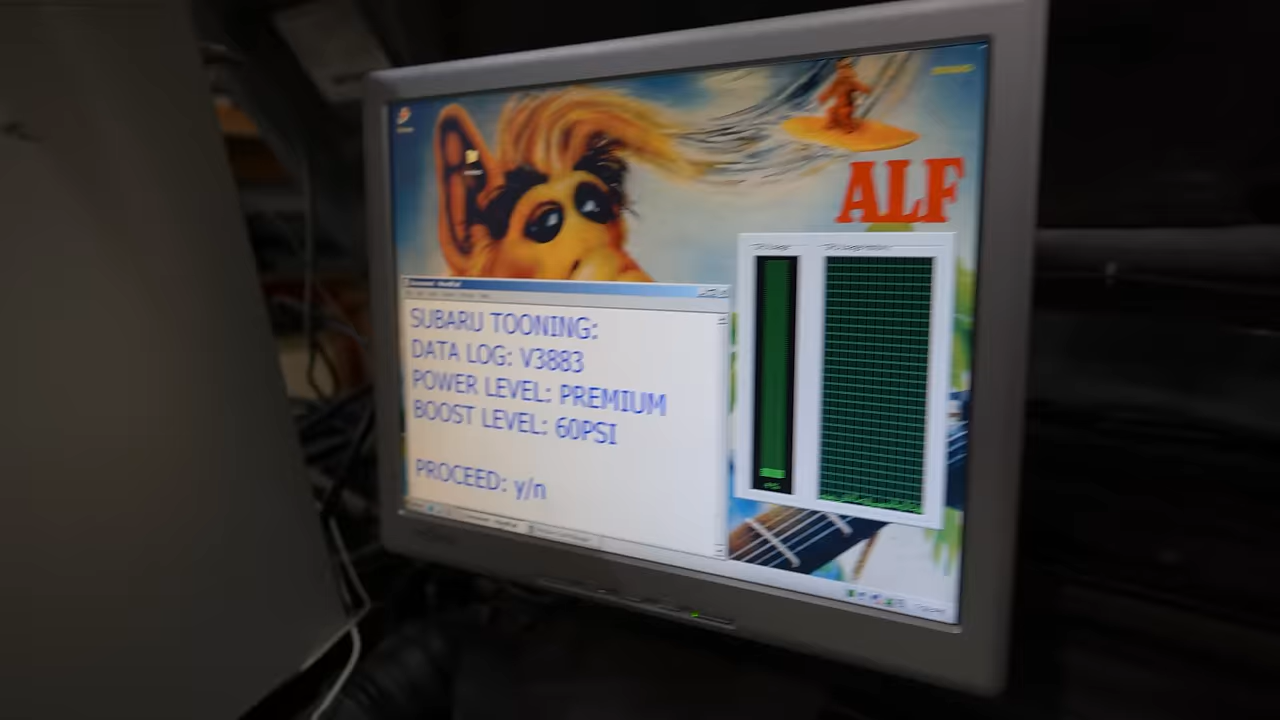 ALF
SUBARU TOONING:
DATA LOG: V3883
POWER LEVEL: PREMIUM
BOOST LEVEL: 60PSI
PROCEED: y/n